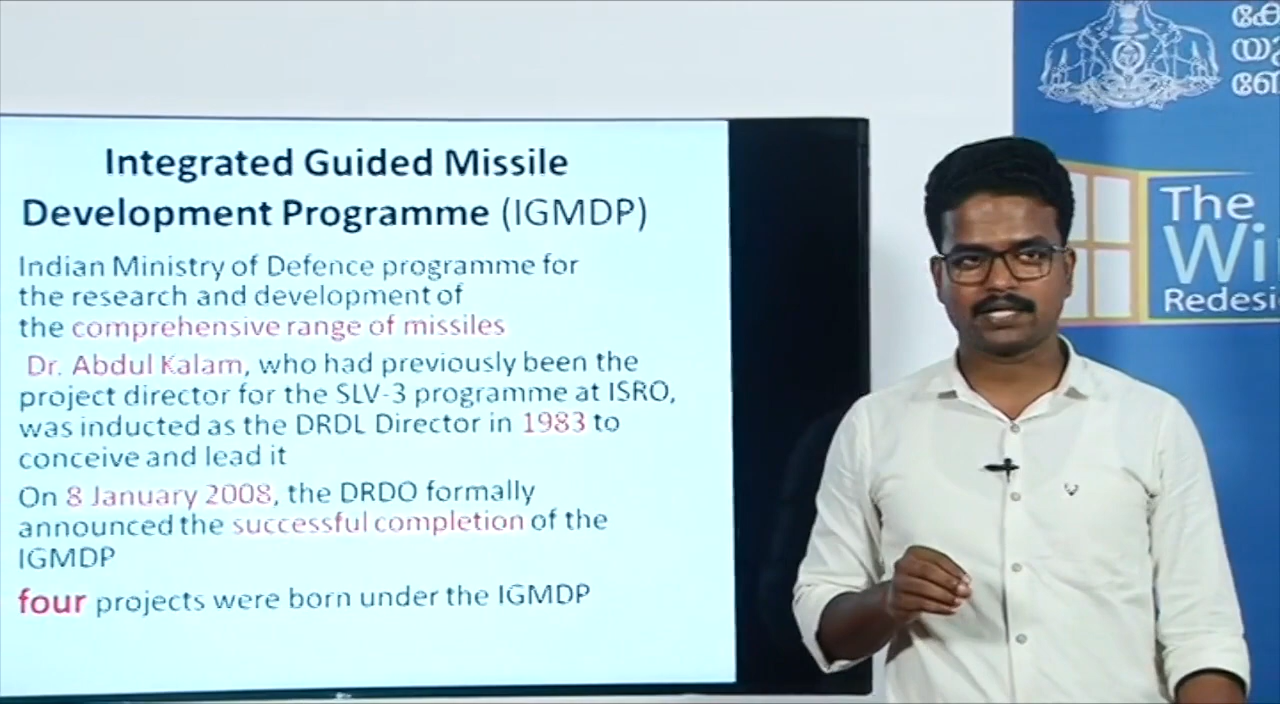 Integrated Guided Missile
Development Programme (IGMDP)
Indian Ministry of Defence programme for
the research and development of
the comprehensive range of missiles
Dr. Abdul Kalam, who had previously been the
project director for the SLV-3 programme at ISRO,
was inducted as the DRDL Director in 1983 to
conceive and lead it
On 8 January 2008, the DRDO formally
announced the successful completion of the
IGMDP
four projects were born under the IGMDP
കേ
യു
ണേ
The
Wi
Redesi